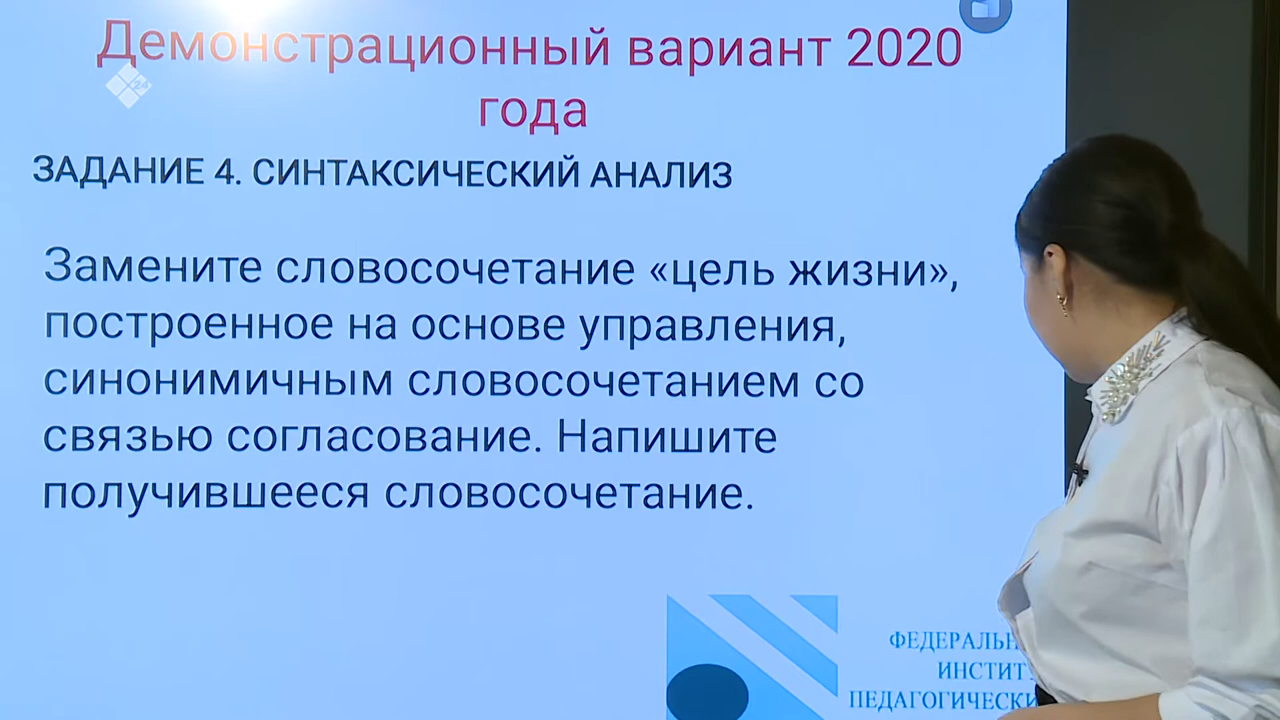 Демонстрационный вариант 2020
года
24
ЗАДАНИЕ 4. СИНТАКСИЧЕСКИЙ АНАЛИЗ
Замените словосочетание «цель жизни»,
построенное на основе управления,
синонимичным словосочетанием со
связью согласование. Напишите
получившееся словосочетание.